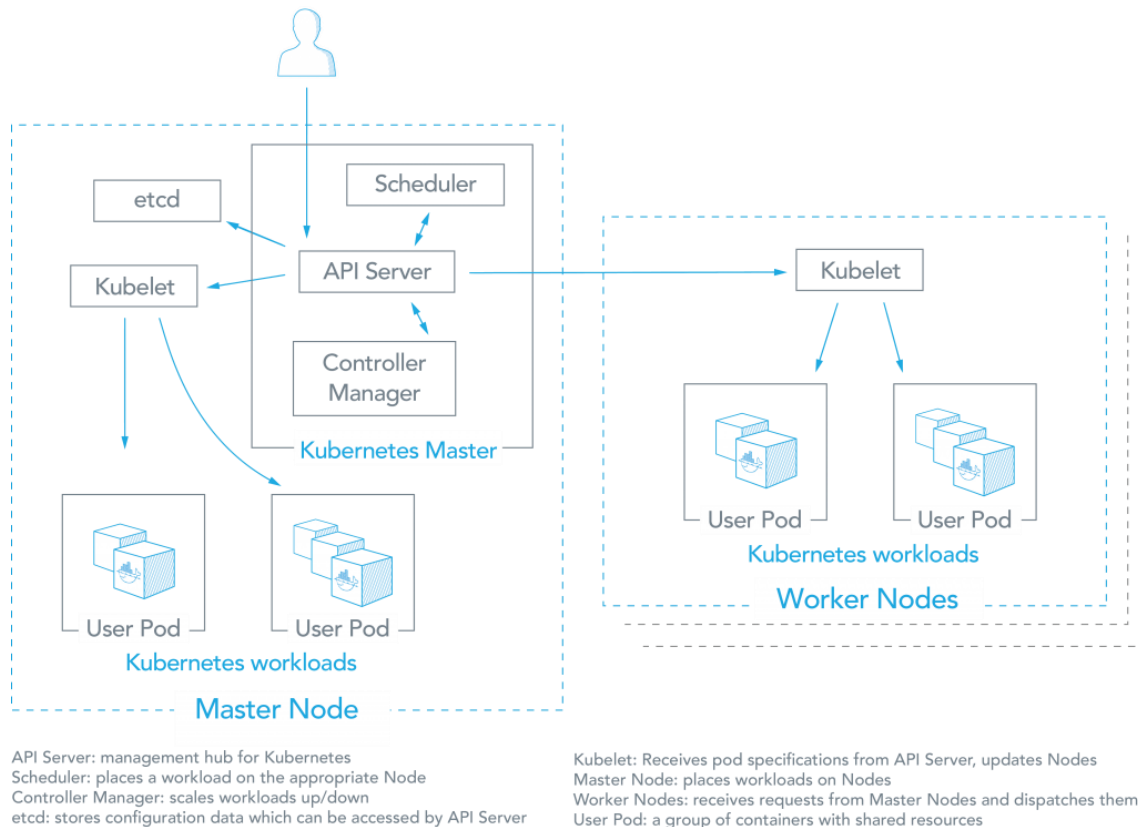 Scheduler
etcd
API Server
Kubelet
Controller
Manager
Kubernetes Master
User Pod
User Pod
Kubernetes workloads
Master Node
Kubelet
User Pod
User Pod
Kubernetes workloads
Worker Nodes
API Server: management hub for Kubernetes
Scheduler: places a workload on the appropriate Node
Controller Manager: scales workloads up/down
etcd: stores configuration data which can be accessed by API Server
Kubelet: Receives pod specifications from API Server, updates Nodes
Master Node: places workloads on Nodes
Worker Nodes: receives requests from Master Nodes and dispatches them
User Pod: a group of containers with shared resources